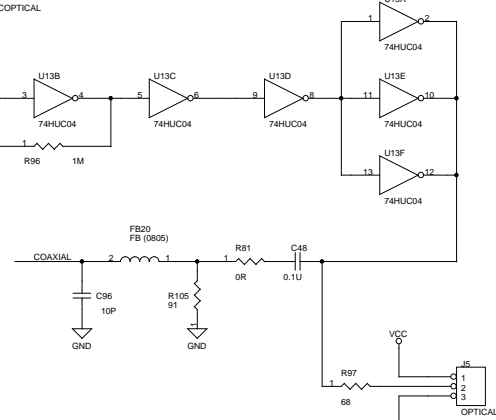 COPTICAL
U13A
1 2
74HUC04
U13B U13C U13D U13E
3 4 5 6 9 8 11 10
74HUC04 74HUC04 74HUC04 74HUC04
1
R96 1M
U13F
13 12
74HUC04
FB20
FB (0805)
COAXIAL 2 1
R81 C48
1
0R 0.1U
C96
10P
R105
91
1
GND GND
VCC
J5
1
2
3
OPTICAL
R97
1
68